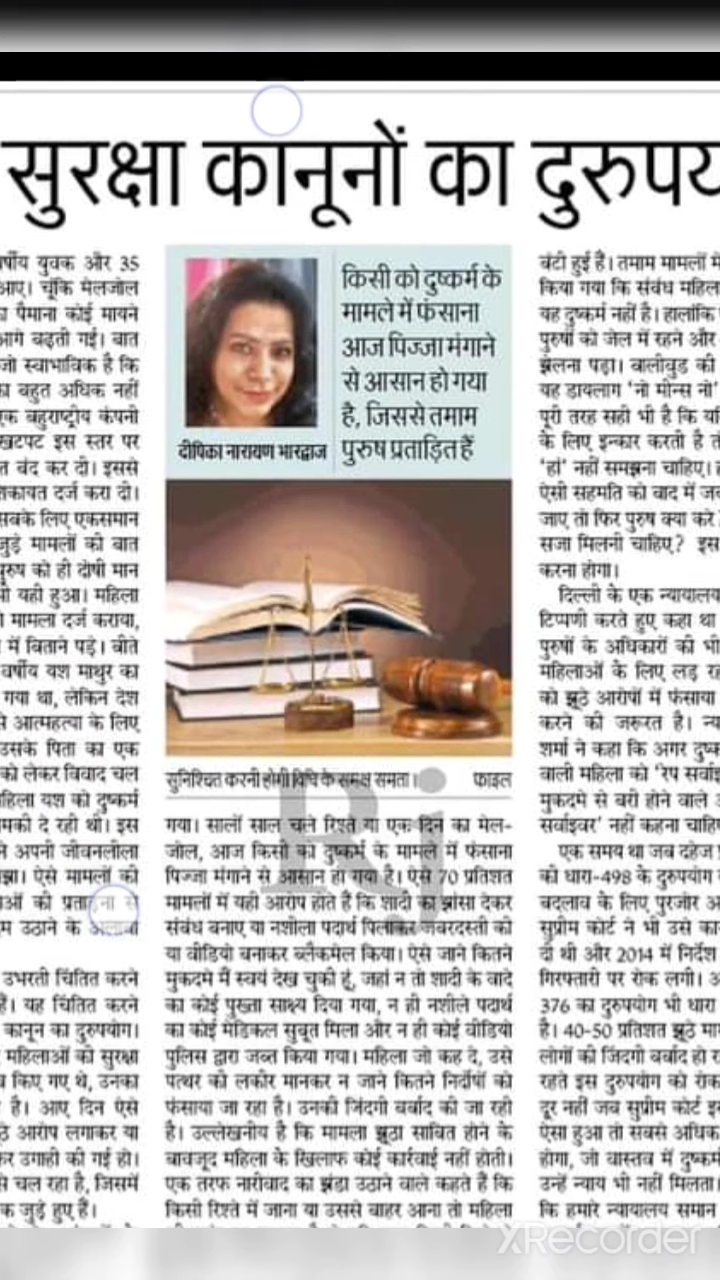 सुरक्षा कानूनों का दुरुपय
र्षीय युवक और 35
आए। चूंकि मेलजोल
पैमाना कोई मायने
आगे बढ़ती गई। बात
जो स्वाभाविक है कि
बहुत अधिक नहीं
एक बहुराष्ट्रीय कंपनी
खटपट इस स्तर पर
त बंद कर दी। इससे
शिकायत दर्ज करा दी।
सबके लिए एकसमान
जुड़े मामलों की बात
पुरुष को ही दोषी मान
यही हुआ। महिला
मामला दर्ज कराया,
में बिताने पड़े। बीते
वर्षीय यश माथुर का
गया था, लेकिन देश
से आत्महत्या के लिए
उसके पिता का एक
को लेकर विवाद चल
महिला यश को दुष्कर्म
धमकी दे रही थी। इस
ने अपनी जीवनलीला
ऐसे मामलों की
ओं को प्रताड़ना से
उठाने के अलावा
उभरती चिंतित करने
हैं। यह चिंतित करने
कानून का दुरुपयोग।
महिलाओं की सुरक्षा
किए गए थे, उनका
है। आए दिन ऐसे
आरोप लगाकर या
कर उगाही की गई हो।
चल रहा है, जिसमें
जुड़े हुए हैं।
दीपिका नारायण भारद्वाज
किसी को दुष्कर्म के
मामले में फंसाना
आज पिज्जा मंगाने
से आसान हो गया
है, जिससे तमाम
पुरुष प्रताड़ित हैं
सुनिश्चित करनी होगी विधि के समक्ष समता। फाइल
Rj
गया। सालों साल चले रिश्ते या एक दिन का मेल-
जोल, आज किसी को दुष्कर्म के मामले में फंसाना
पिज्जा मंगाने से आसान हो गया है। ऐसे 70 प्रतिशत
मामलों में यही आरोप होते हैं कि शादी का झांसा देकर
संबंध बनाए या नशीला पदार्थ पिलाकर जबरदस्ती की
या वीडियो बनाकर ब्लैकमेल किया। ऐसे जाने कितने
मुकदमे मैं स्वयं देख चुकी हूं, जहां न तो शादी के वादे
का कोई पुख्ता साक्ष्य दिया गया, न ही नशीले पदार्थ
का कोई मेडिकल सुबूत मिला और न ही कोई वीडियो
पुलिस द्वारा जब्त किया गया। महिला जो कह दे, उसे
पत्थर की लकीर मानकर न जाने कितने निर्दोषों को
फंसाया जा रहा है। उनकी जिंदगी बर्बाद की जा रही
है। उल्लेखनीय है कि मामला झूठा साबित होने के
बावजूद महिला के खिलाफ कोई कार्रवाई नहीं होती।
एक तरफ नारीवाद का झंडा उठाने वाले कहते हैं कि
किसी रिश्ते में जाना या उससे बाहर आना तो महिला
बंटी हुई हैं। तमाम मामलों में
किया गया कि संबंध महिला
यह दुष्कर्म नहीं है। हालांकि
पुरुषों को जेल में रहने और
झेलना पड़ा। बालीवुड की
यह डायलाग 'नो मीन्स नो'
पूरी तरह सही भी है कि यदि
के लिए इन्कार करती है तो
'हां' नहीं समझना चाहिए।
ऐसी सहमति को बाद में जब
जाए तो फिर पुरुष क्या करे
सजा मिलनी चाहिए? इस
करना होगा।
दिल्ली के एक न्यायालय
टिप्पणी करते हुए कहा था
पुरुषों के अधिकारों की भी
महिलाओं के लिए लड़ रहे
को झूठे आरोपों में फंसाया
करने की जरूरत है। न्या
शर्मा ने कहा कि अगर दुष्क
वाली महिला को 'रेप सर्वाइ
मुकदमे से बरी होने वाले
सर्वाइवर' नहीं कहना चाहि
एक समय था जब दहेज
की धारा-498 के दुरुपयोग
बदलाव के लिए पुरजोर
सुप्रीम कोर्ट ने भी उसे का
दी थी और 2014 में निर्देश
गिरफ्तारी पर रोक लगी।
376 का दुरुपयोग भी धारा
है। 40-50 प्रतिशत झूठे मा
लोगों की जिंदगी बर्बाद हो र
रहते इस दुरुपयोग को रोक
दूर नहीं जब सुप्रीम कोर्ट इ
ऐसा हुआ तो सबसे अधिक
होगा, जो वास्तव में दुष्कर्म
उन्हें न्याय भी नहीं मिलता।
कि हमारे न्यायालय समान
XRecorder